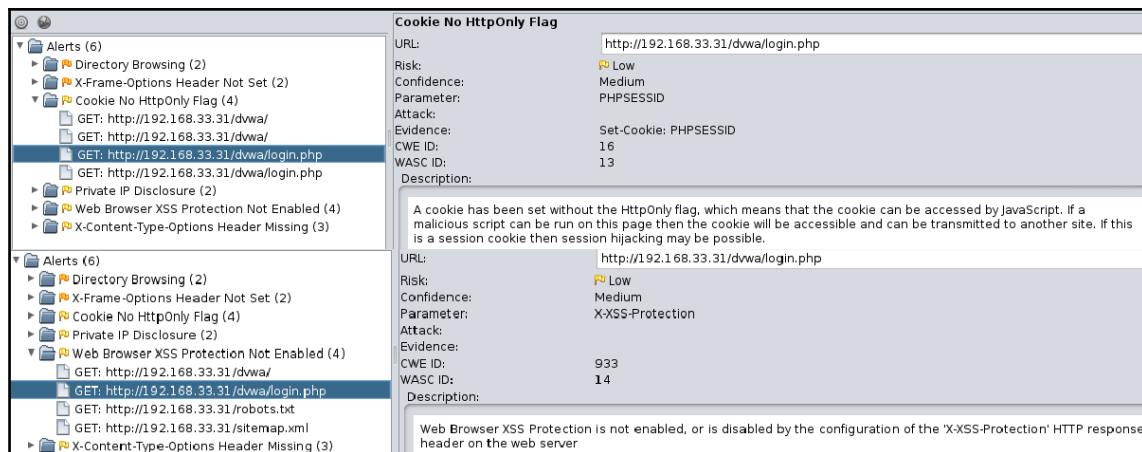 Alerts (6)
Directory Browsing (2)
X-Frame-Options Header Not Set (2)
Cookie No HttpOnly Flag (4)
GET: http://192.168.33.31/dvwa/
GET: http://192.168.33.31/dvwa/
GET: http://192.168.33.31/dvwa/login.php
GET: http://192.168.33.31/dvwa/login.php
Private IP Disclosure (2)
Web Browser XSS Protection Not Enabled (4)
X-Content-Type-Options Header Missing (3)
Cookie No HttpOnly Flag
URL: http://192.168.33.31/dvwa/login.php
Risk: Low
Confidence: Medium
Parameter: PHPSESSID
Attack:
Evidence: Set-Cookie: PHPSESSID
CWE ID: 16
WASC ID: 13
Description:
A cookie has been set without the HttpOnly flag, which means that the cookie can be accessed by JavaScript. If a
malicious script can be run on this page then the cookie will be accessible and can be transmitted to another site. If this
is a session cookie then session hijacking may be possible.
Alerts (6)
Directory Browsing (2)
X-Frame-Options Header Not Set (2)
Cookie No HttpOnly Flag (4)
Private IP Disclosure (2)
Web Browser XSS Protection Not Enabled (4)
GET: http://192.168.33.31/dvwa/
GET: http://192.168.33.31/dvwa/login.php
GET: http://192.168.33.31/robots.txt
GET: http://192.168.33.31/sitemap.xml
X-Content-Type-Options Header Missing (3)
URL: http://192.168.33.31/dvwa/login.php
Risk: Low
Confidence: Medium
Parameter: X-XSS-Protection
Attack:
Evidence:
CWE ID: 933
WASC ID: 14
Description:
Web Browser XSS Protection is not enabled, or is disabled by the configuration of the 'X-XSS-Protection' HTTP response
header on the web server